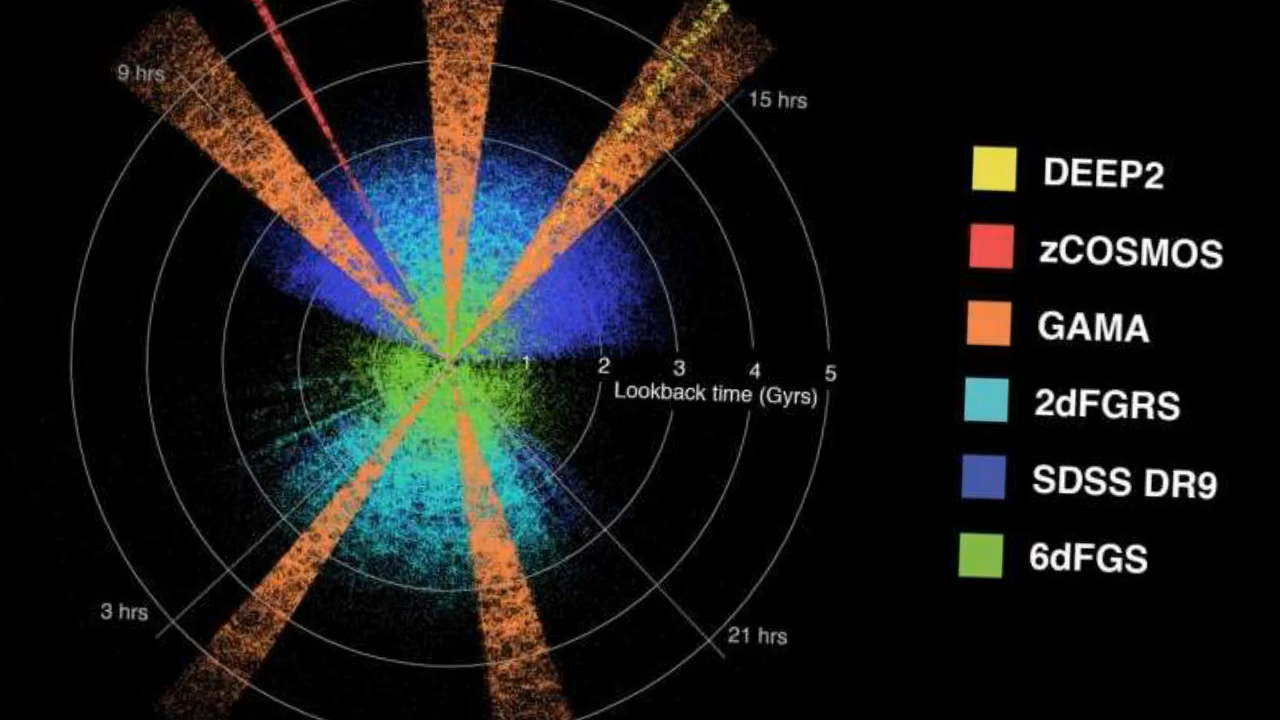 9 hrs
15 hrs
1
2
3
4
5
Lookback time (Gyrs)
3 hrs
21 hrs
DEEP2
zCOSMOS
GAMA
2dFGRS
SDSS DR9
6dFGS